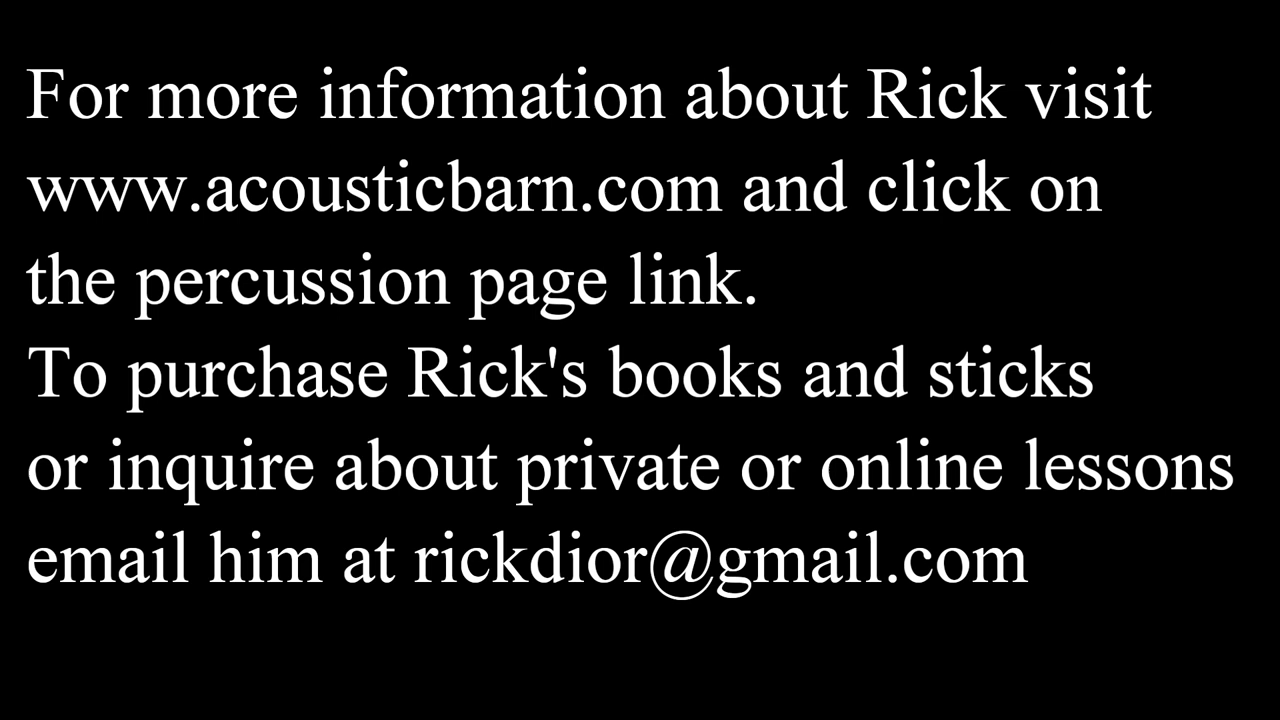 For more information about Rick visit
www.acousticbarn.com and click on
the percussion page link.
To purchase Rick's books and sticks
or inquire about private or online lessons
email him at rickdior@gmail.com